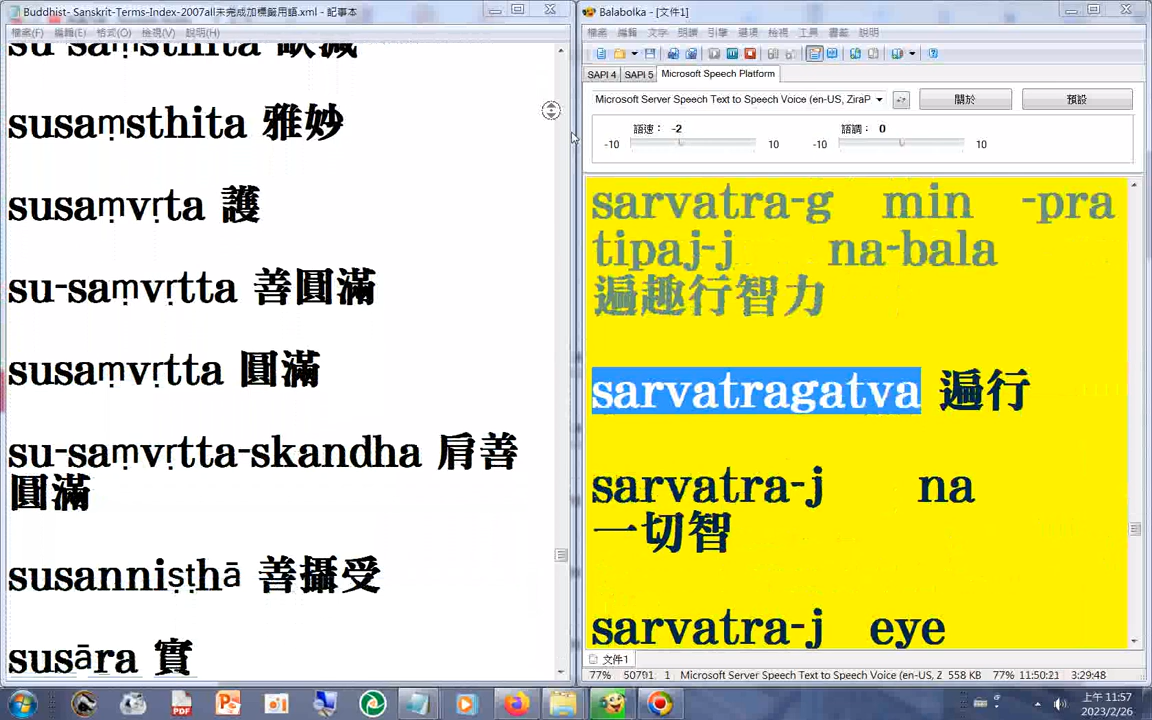 Buddhist- Sanskrit-Terms-Index-2007all未完成加標籤用語.xml - 記事本
檔案(F) 編輯(E) 格式(O) 檢視(V) 說明(H)
susaṃsthita 雅妙
susaṃvṛta 護
su-saṃvṛtta 善圓滿
susaṃvṛtta 圓滿
su-saṃvṛtta-skandha 肩善
圓滿
susanniṣṭhā 善攝受
susāra 實
Balabolka - [文件1]
檔案 編輯 文字 朗讀 引擎 選項 檢視 工具 書籤 說明
SAPI 4 SAPI 5 Microsoft Speech Platform
Microsoft Server Speech Text to Speech Voice (en-US, ZiraP
關於 預設
語速： -2 語調： 0
-10 10 -10 10
sarvatra-g min -pra
tipaj-j na-bala
遍趣行智力
sarvatragatva 遍行
sarvatra-j na
一切智
sarvatra-j eye
文件1
77% 50791 1 Microsoft Server Speech Text to Speech Voice (en-US, Z 558 KB 77% 11:50:21 3:29:48
上午 11:57
2023/2/26